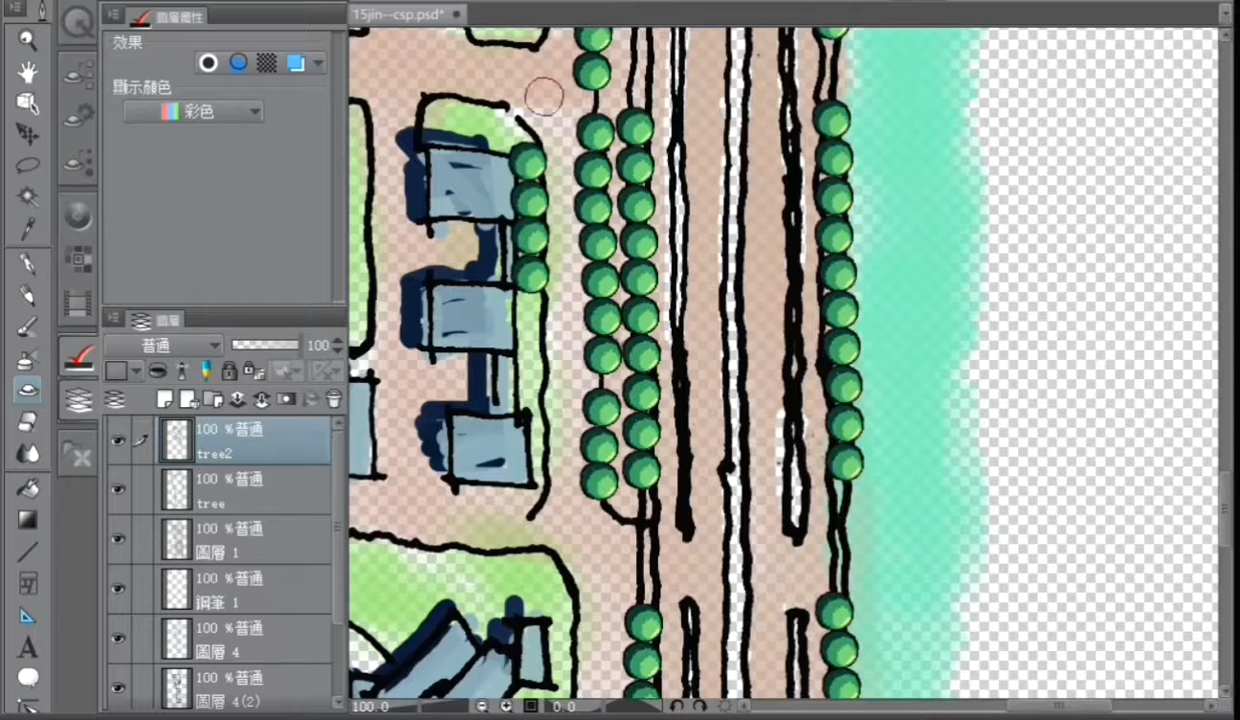 15jin--csp.psd*
圖層屬性
效果
顯示顏色
彩色
圖層
普通
100
100 %普通
tree2
100 %普通
tree
100 %普通
圖層 1
100 %普通
鋼筆 1
100 %普通
圖層 4
100 %普通
圖層 4(2)
100.0
0.0